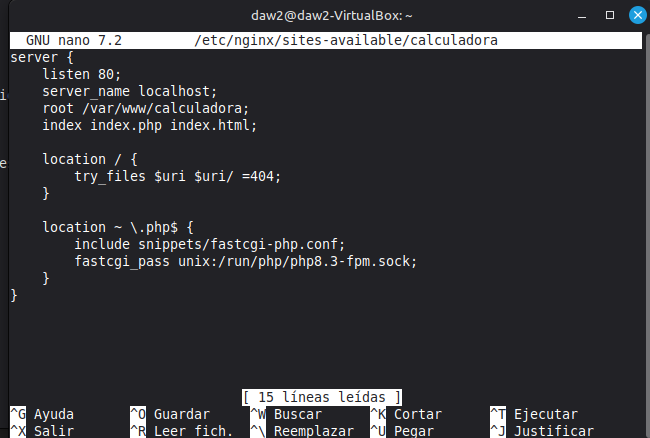 daw2@daw2-VirtualBox: ~
GNU nano 7.2 /etc/nginx/sites-available/calculadora
server {
    listen 80;
    server_name localhost;
    root /var/www/calculadora;
    index index.php index.html;

    location / {
        try_files $uri $uri/ =404;
    }

    location ~ \.php$ {
        include snippets/fastcgi-php.conf;
        fastcgi_pass unix:/run/php/php8.3-fpm.sock;
    }
}
[ 15 líneas leídas ]
^G Ayuda ^O Guardar ^W Buscar ^K Cortar ^T Ejecutar
^X Salir ^R Leer fich. ^\ Reemplazar ^U Pegar ^J Justificar